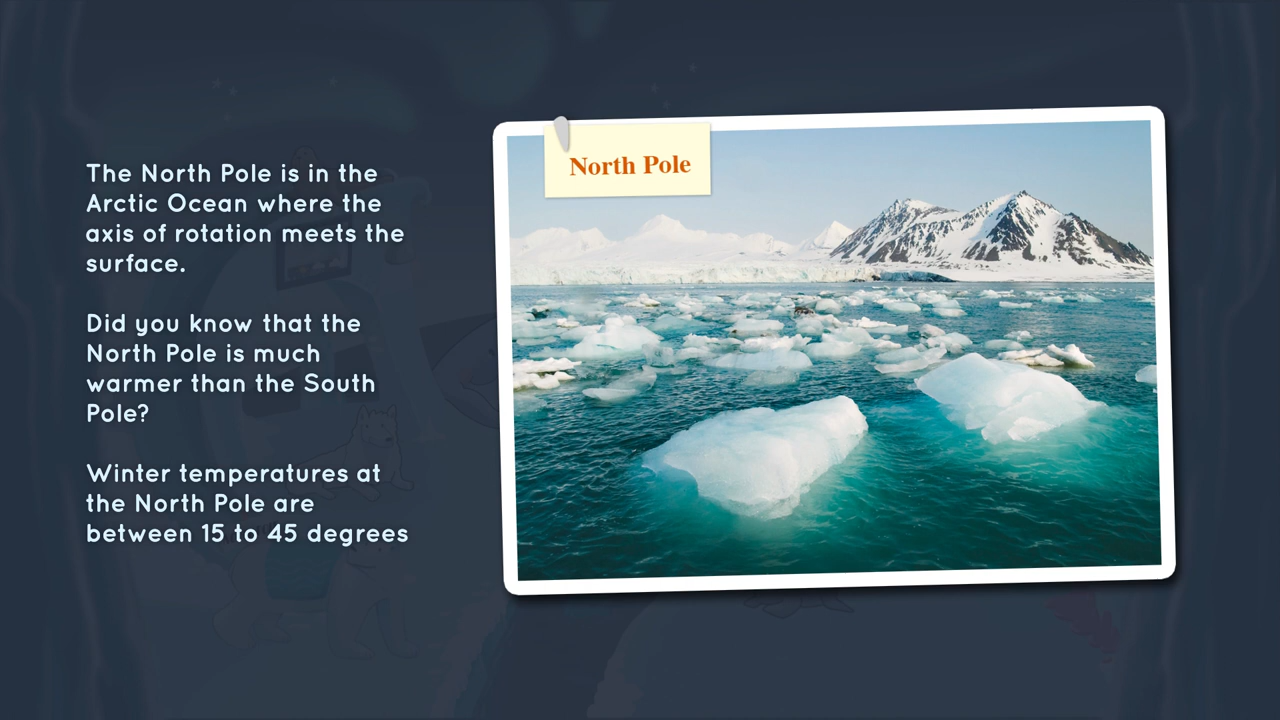 The North Pole is in the
Arctic Ocean where the
axis of rotation meets the
surface.
Did you know that the
North Pole is much
warmer than the South
Pole?
Winter temperatures at
the North Pole are
between 15 to 45 degrees
North Pole